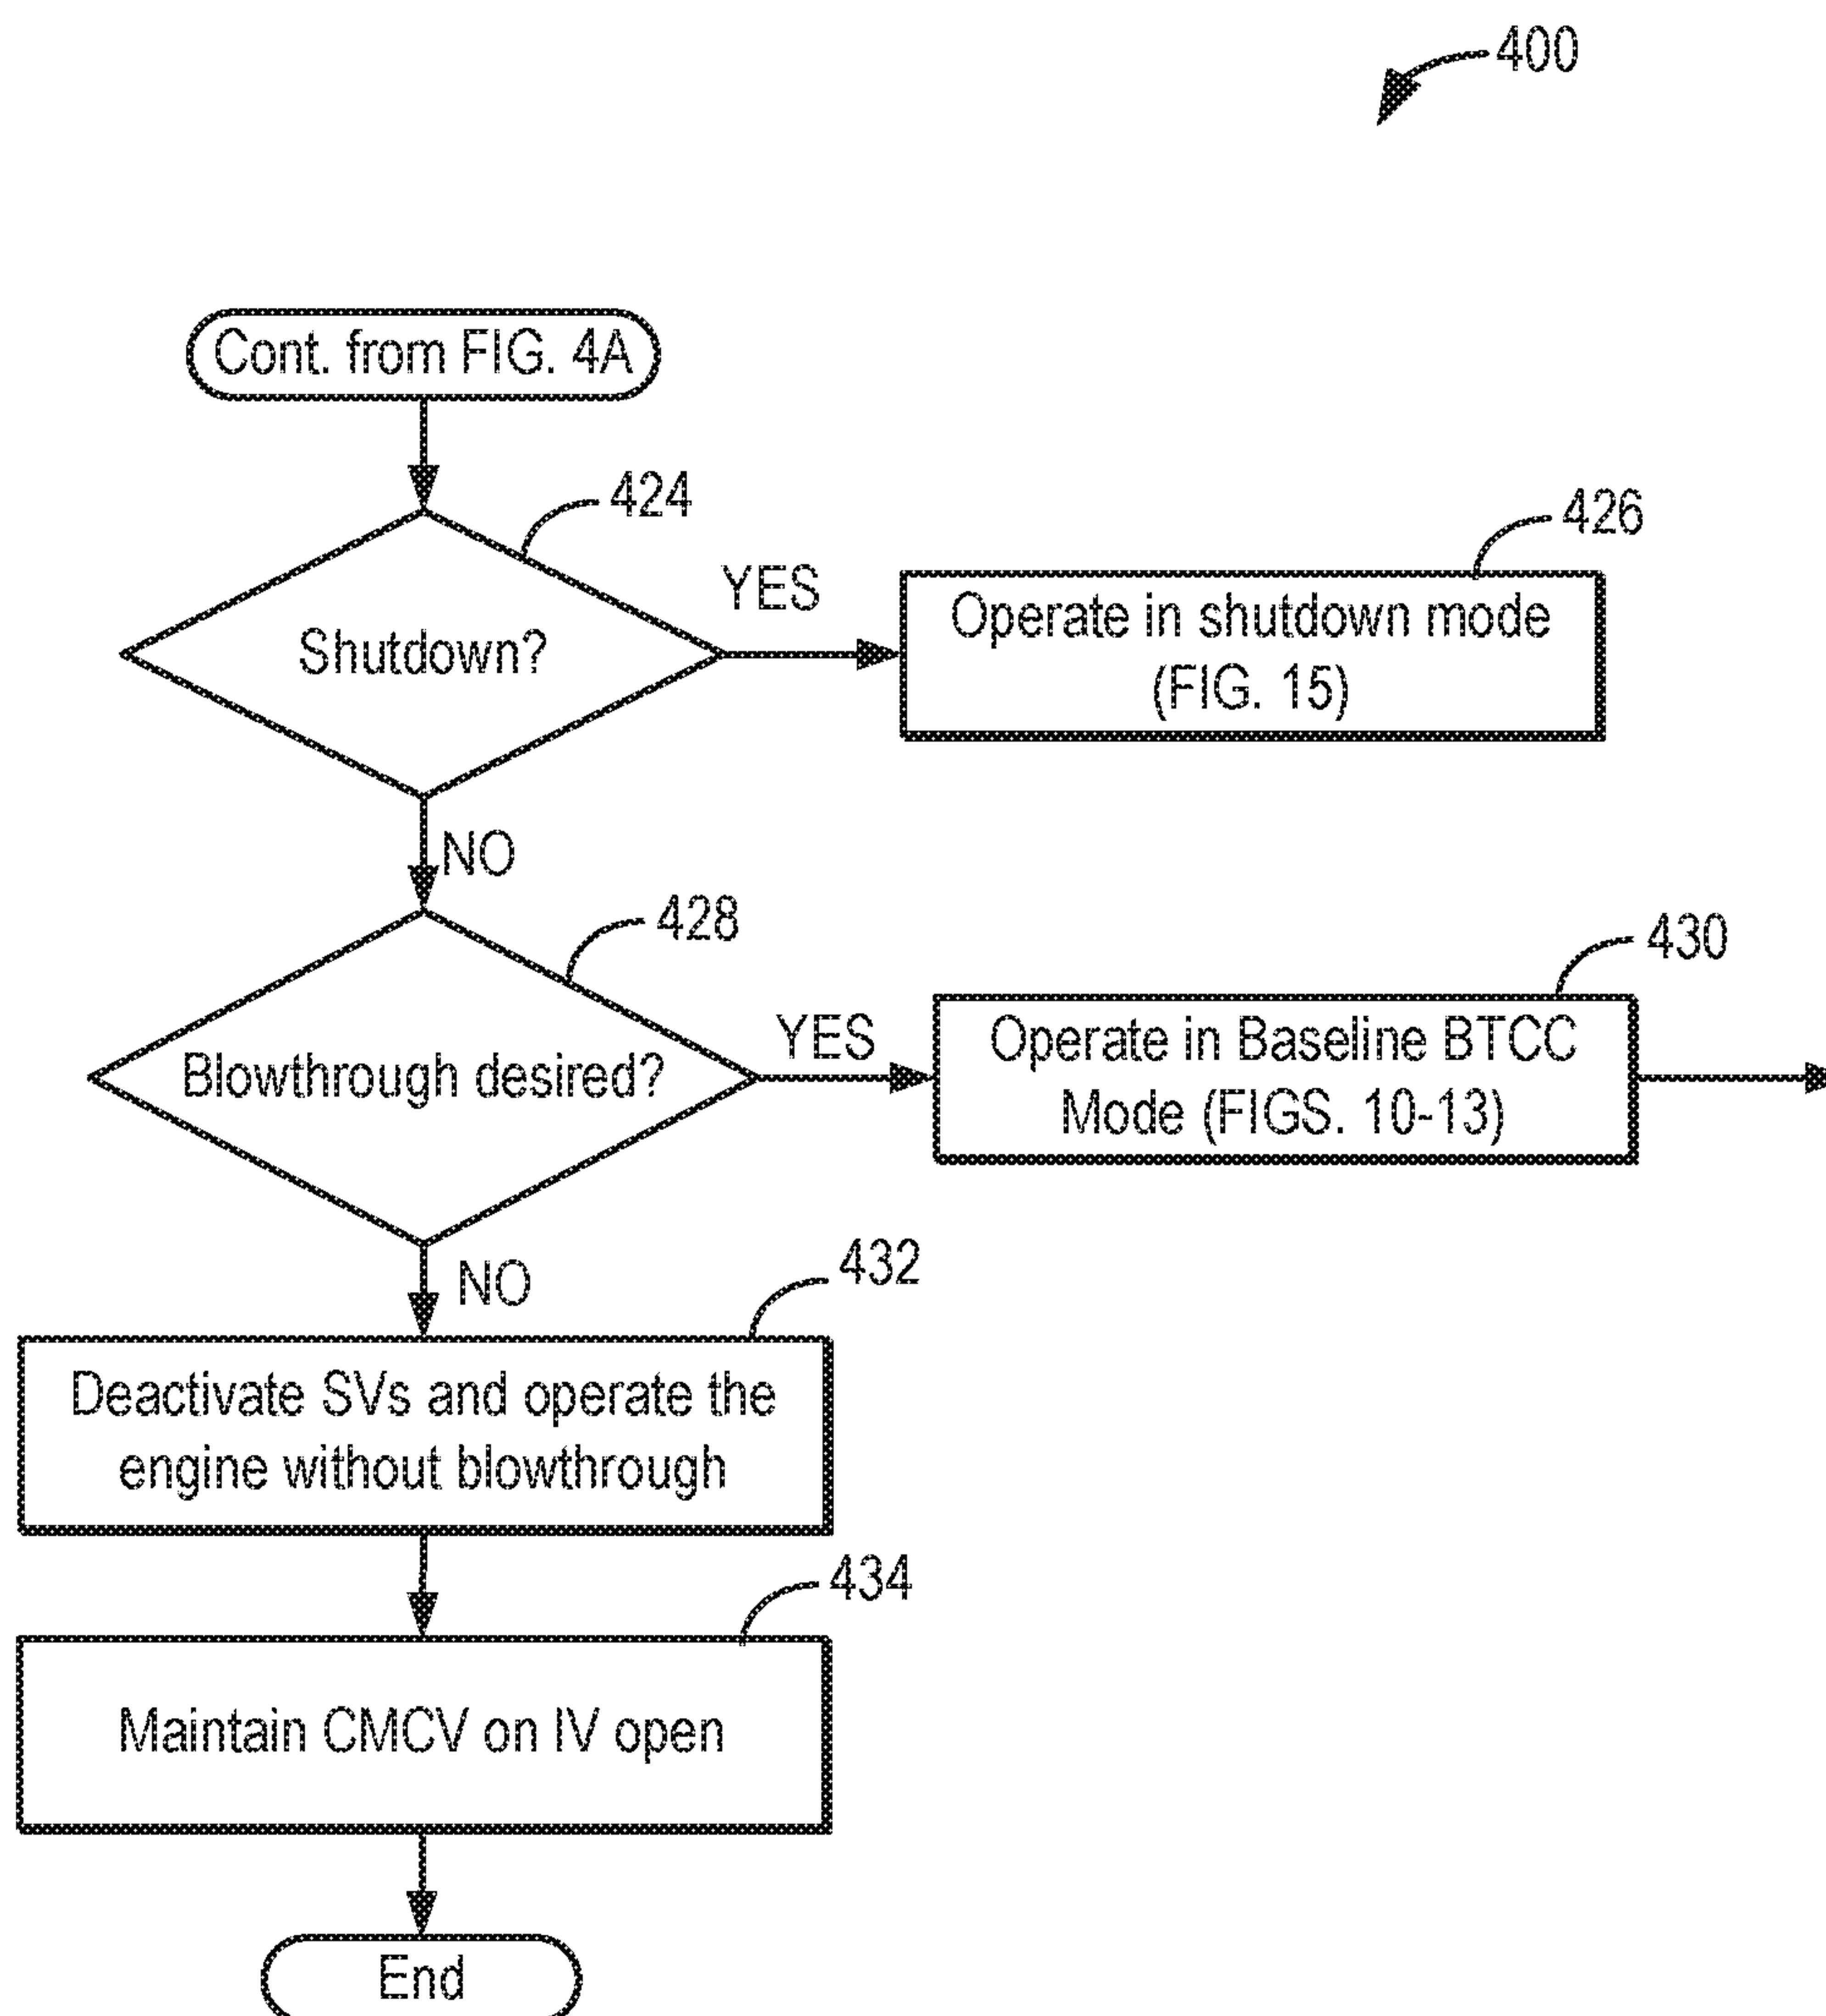 400
Cont. from FIG. 4A
424
426
Shutdown?
YES
Operate in shutdown mode
(FIG. 15)
NO
428
430
Blowthrough desired?
YES
Operate in Baseline BTCC
Mode (FIGS. 10-13)
NO
432
Deactivate SVs and operate the
engine without blowthrough
434
Maintain CMCV on IV open
End